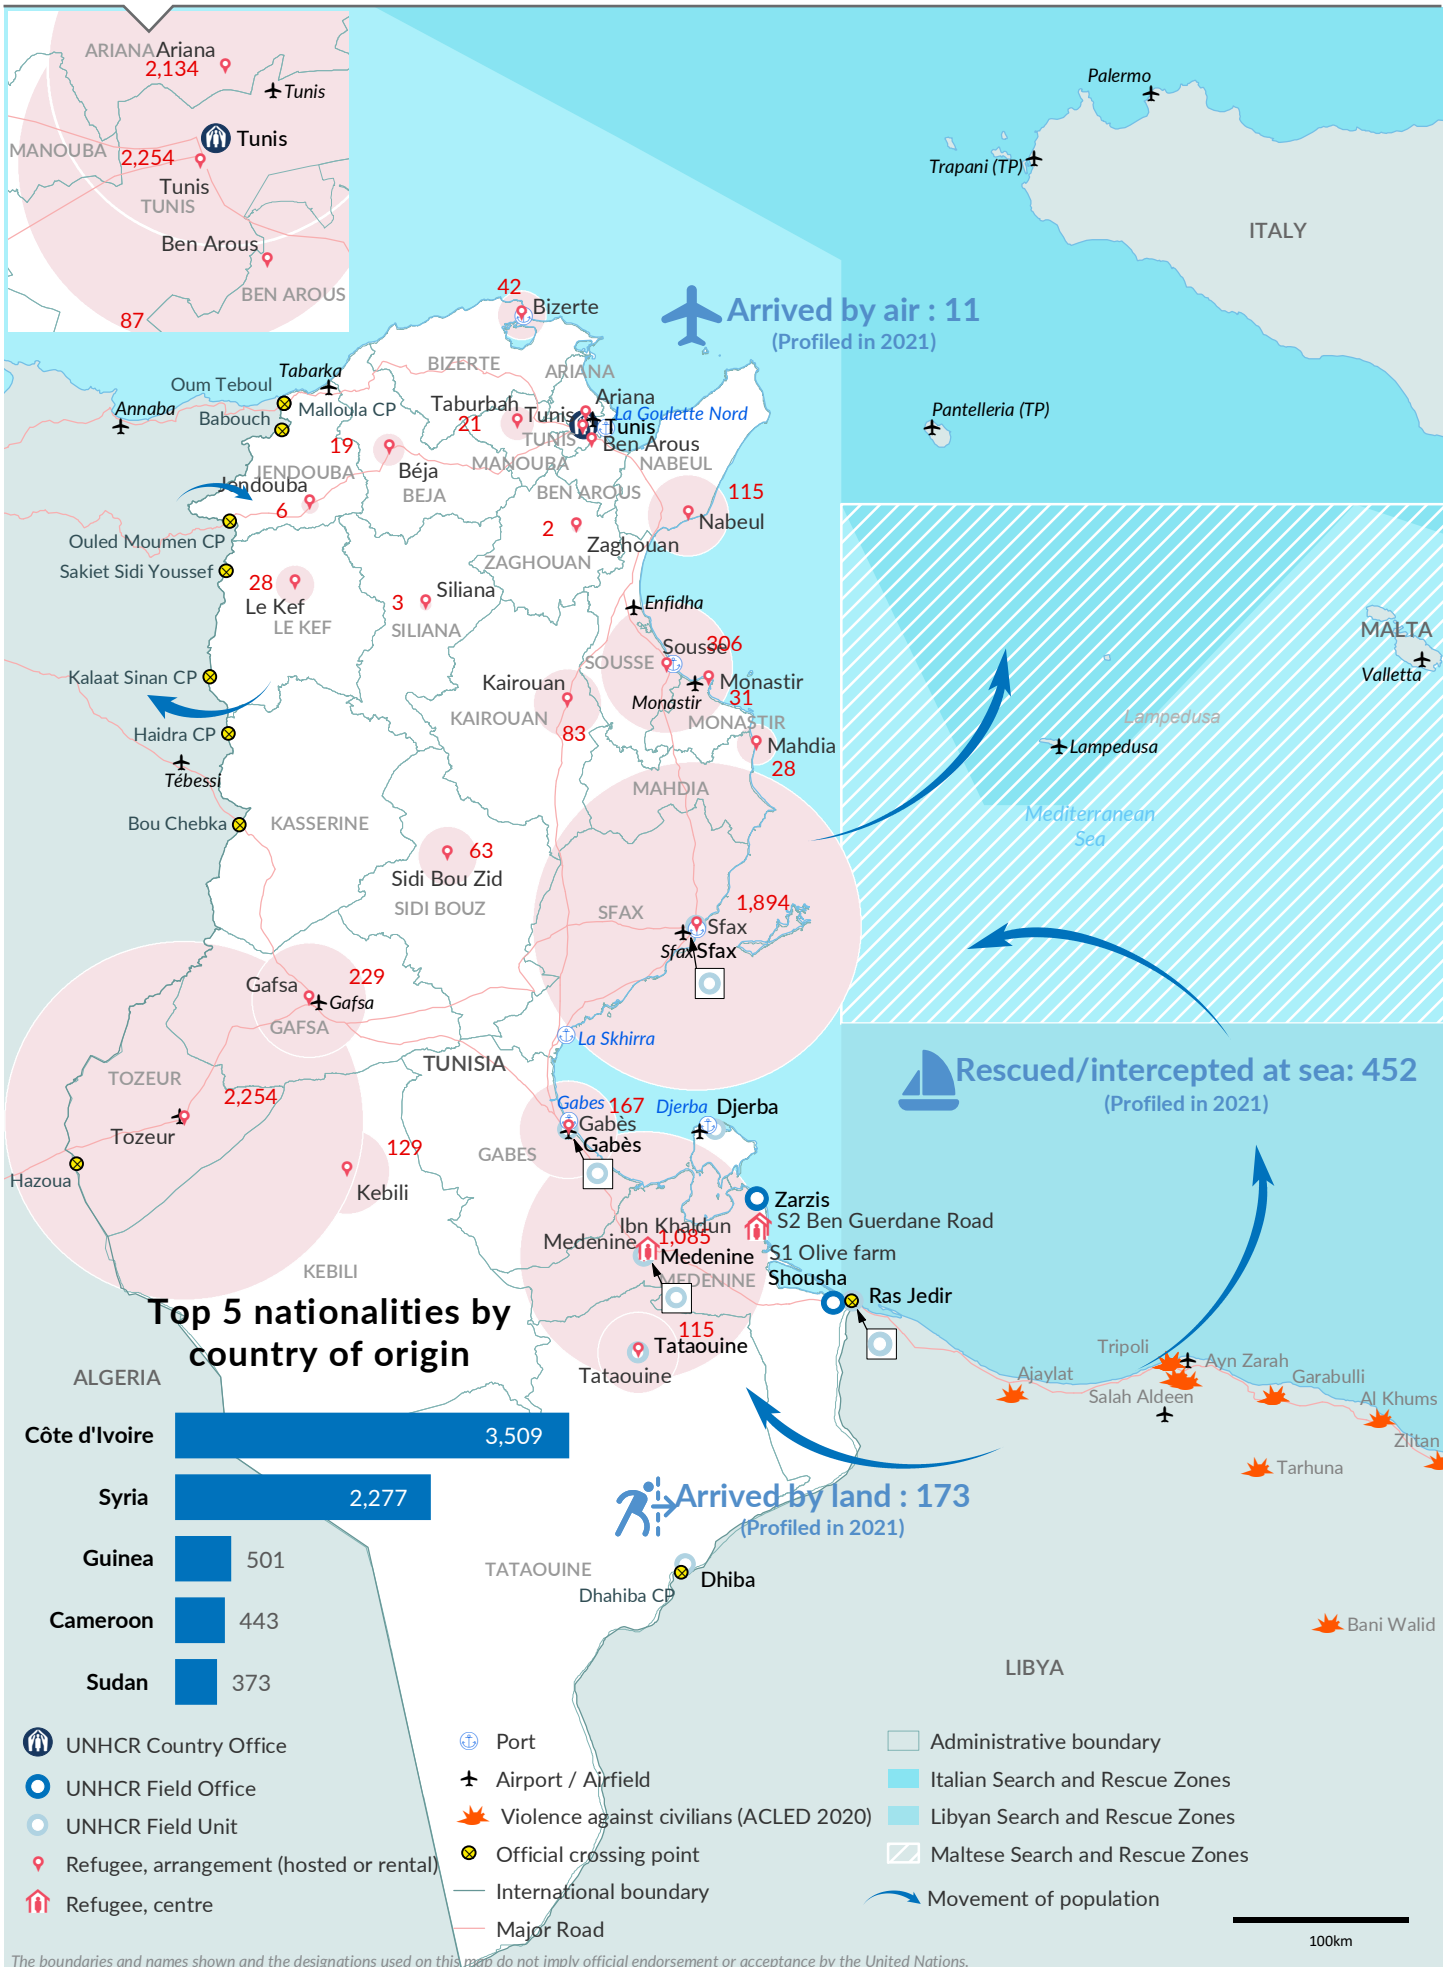 ARIANA
Ariana
2,134
Tunis
Tunis
MANOUBA
2,254
Tunis
TUNIS
Ben Arous
BEN AROUS
87
Palermo
Trapani (TP)
ITALY
42
Bizerte
Arrived by air : 11
(Profiled in 2021)
BIZERTE
ARIANA
Tabarka
Oum Teboul
Malloula CP
Babouch
Annaba
Taburbah
21
Tunis
Ariana
La Goulette Nord
Tunis
TUNIS
Ben Arous
Pantelleria (TP)
19
Béja
BEJA
JENDOUBA
Jendouba
6
MANOUBA
NABEUL
BEN AROUS
115
Nabeul
2
Zaghouan
ZAGHOUAN
Ouled Moumen CP
Sakiet Sidi Youssef
28
Le Kef
LE KEF
3
Siliana
SILIANA
Enfidha
306
Sousse
SOUSSE
Monastir
31
Monastir
MONASTIR
MALTA
Valletta
Kalaat Sinan CP
Kairouan
KAIROUAN
83
Lampedusa
Lampedusa
Haidra CP
Tébessi
Mahdia
28
MAHDIA
Mediterranean
Sea
Bou Chebka
KASSERINE
63
Sidi Bou Zid
SIDI BOUZ
1,894
SFAX
Sfax
Sfax
Sfax
229
Gafsa
Gafsa
GAFSA
La Skhirra
TUNISIA
TOZEUR
2,254
Tozeur
Hazoua
Rescued/intercepted at sea: 452
(Profiled in 2021)
Gabes
167
Gabès
Gabès
GABES
Djerba
Djerba
129
Kebili
KEBILI
Zarzis
Ibn Khaldun
S2 Ben Guerdane Road
Medenine
1,085
Medenine
MEDENINE
S1 Olive farm
Shousha
Ras Jedir
115
Tataouine
Tataouine
Tripoli
Ayn Zarah
Ajaylat
Salah Aldeen
Garabulli
Al Khums
Zlitan
Tarhuna
Top 5 nationalities by
country of origin
ALGERIA
Côte d'Ivoire
3,509
Syria
2,277
Guinea
501
Cameroon
443
Sudan
373
Arrived by land : 173
(Profiled in 2021)
TATAOUINE
Dhahiba CP
Dhiba
Bani Walid
LIBYA
UNHCR Country Office
UNHCR Field Office
UNHCR Field Unit
Refugee, arrangement (hosted or rental)
Refugee, centre
Port
Airport / Airfield
Violence against civilians (ACLED 2020)
Official crossing point
International boundary
Major Road
Administrative boundary
Italian Search and Rescue Zones
Libyan Search and Rescue Zones
Maltese Search and Rescue Zones
Movement of population
100km
The boundaries and names shown and the designations used on this map do not imply official endorsement or acceptance by the United Nations.